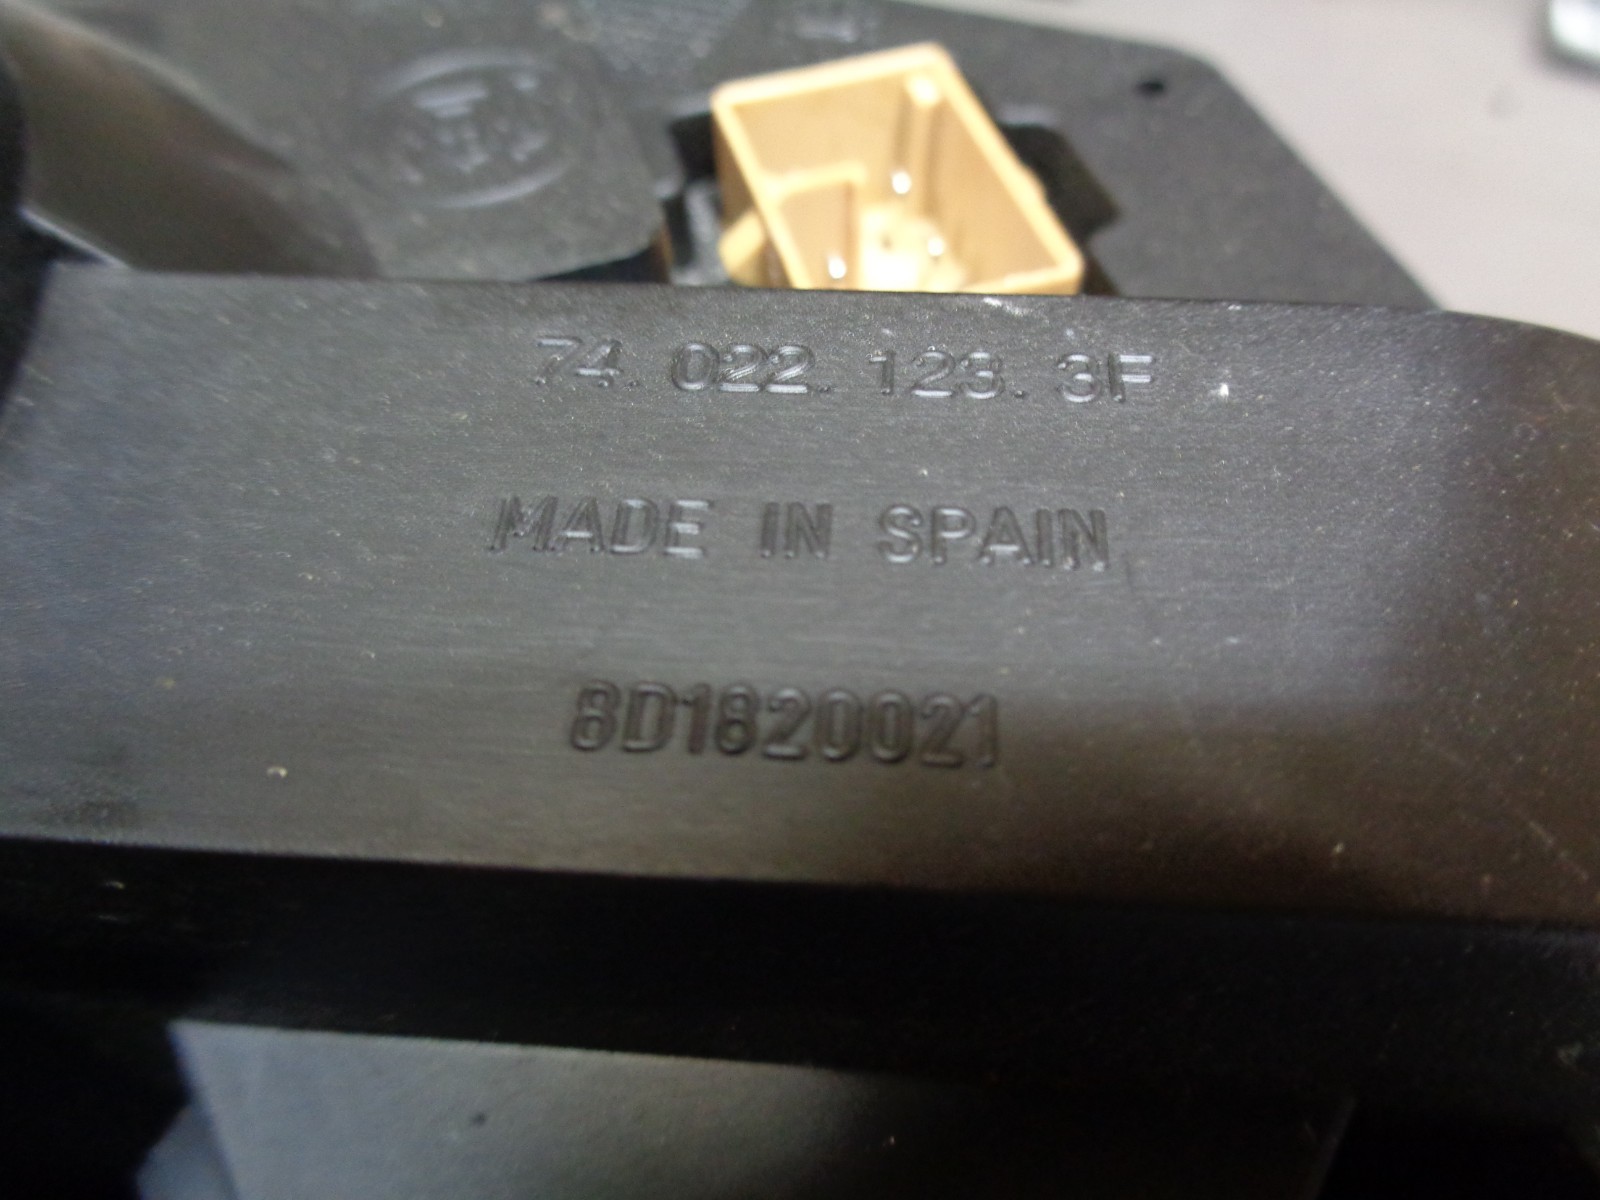 74. 022. 123. 3F
MADE IN SPAIN
8D1820021